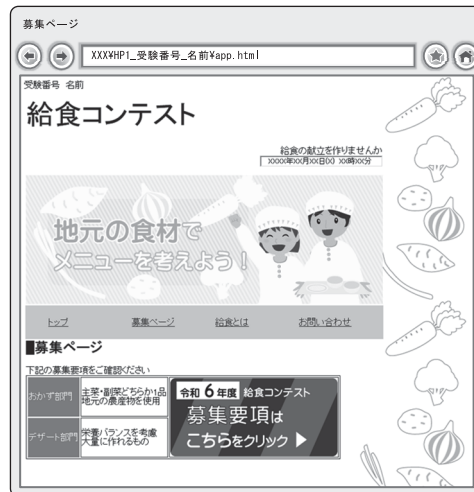 募集ページ
XXX¥HP1_受験番号_名前¥app.html
受験番号 名前
給食コンテスト
給食の献立を作りませんか
xxxx年xx月xx日(x) xx時xx分
地元の食材で
メニューを考えよう！
トップ 募集ページ 給食とは お問い合わせ
■募集ページ
下記の募集要項をご確認ください
おかず部門 主菜・副菜どちらか1品
地元の農産物を使用
デザート部門 栄養バランスを考慮
大量に作れるもの
令和6年度 給食コンテスト
募集要項は
こちらをクリック▶